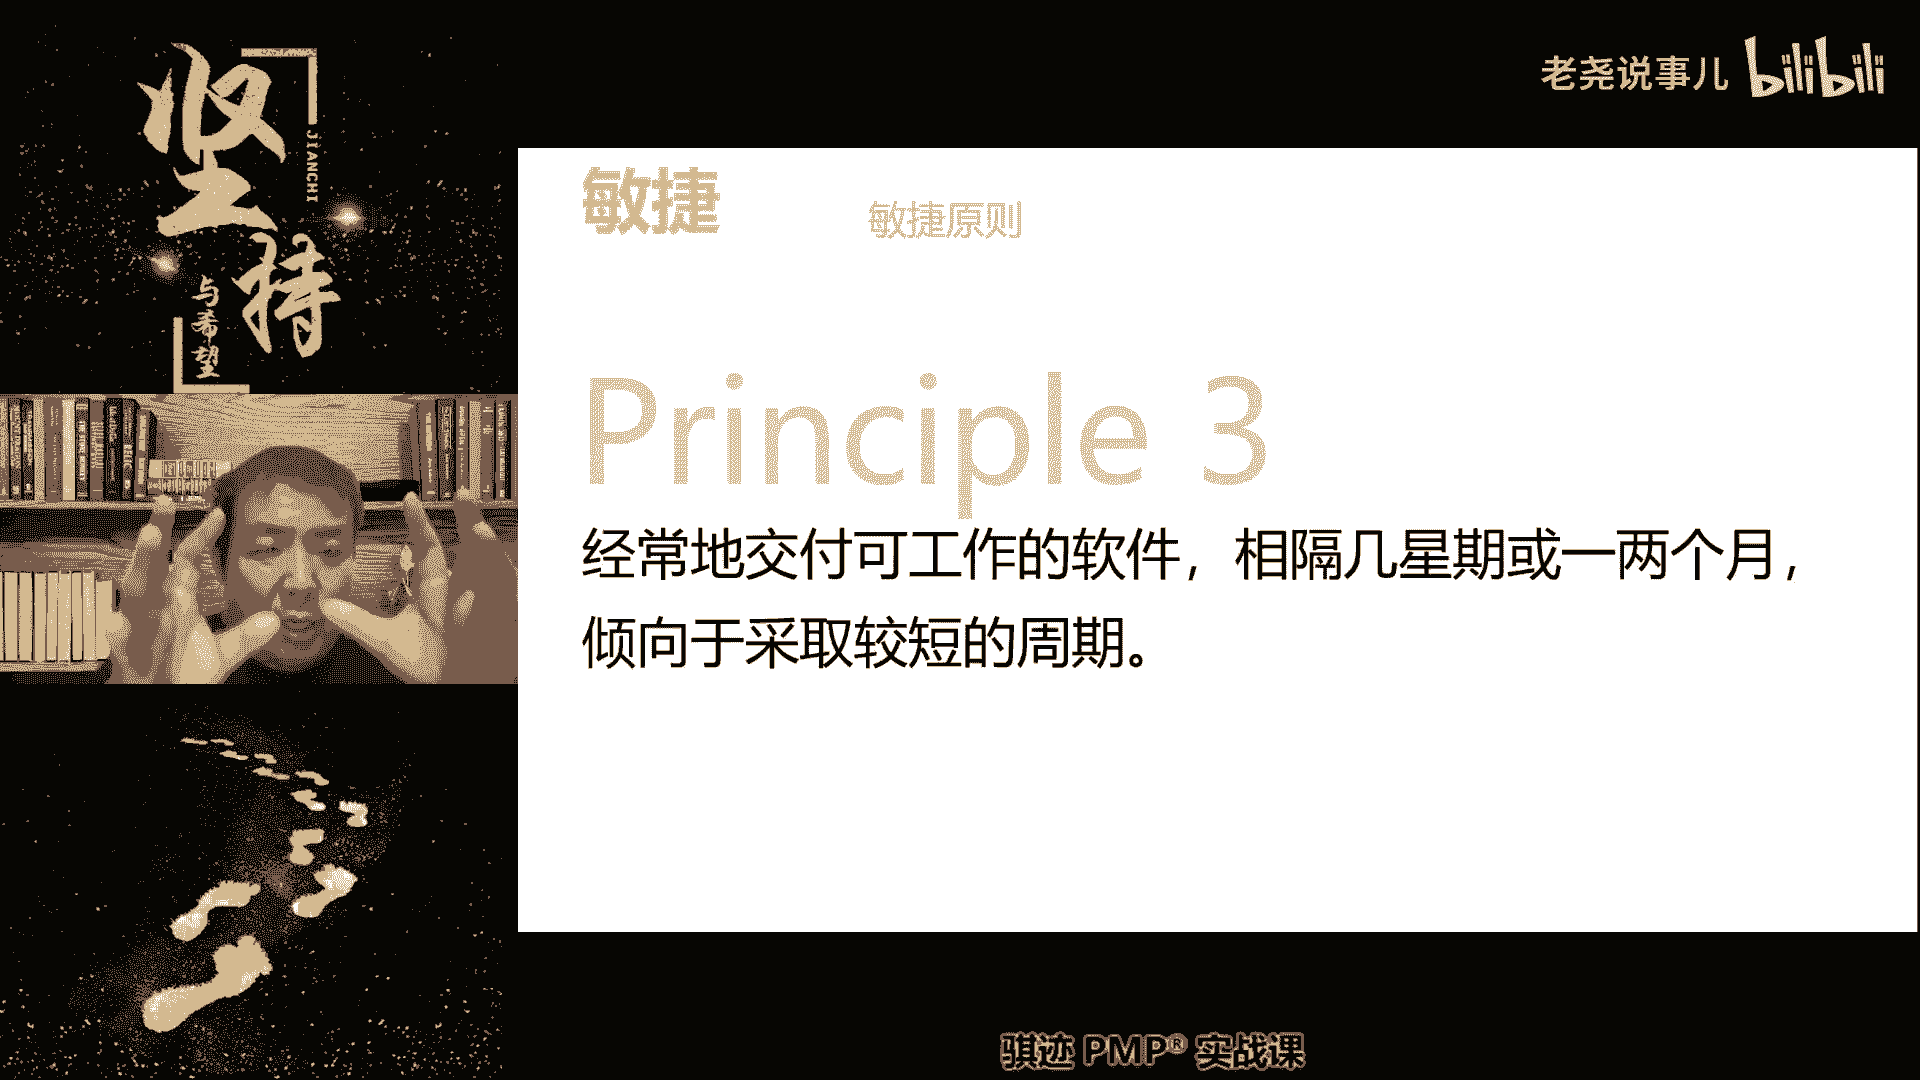 坚持
JIANCHI
与希望
老尧说事儿 bilibili
敏捷
敏捷原则
Principle 3
经常地交付可工作的软件，相隔几星期或一两个月，
倾向于采取较短的周期。
骐迹 PMP® 实战课